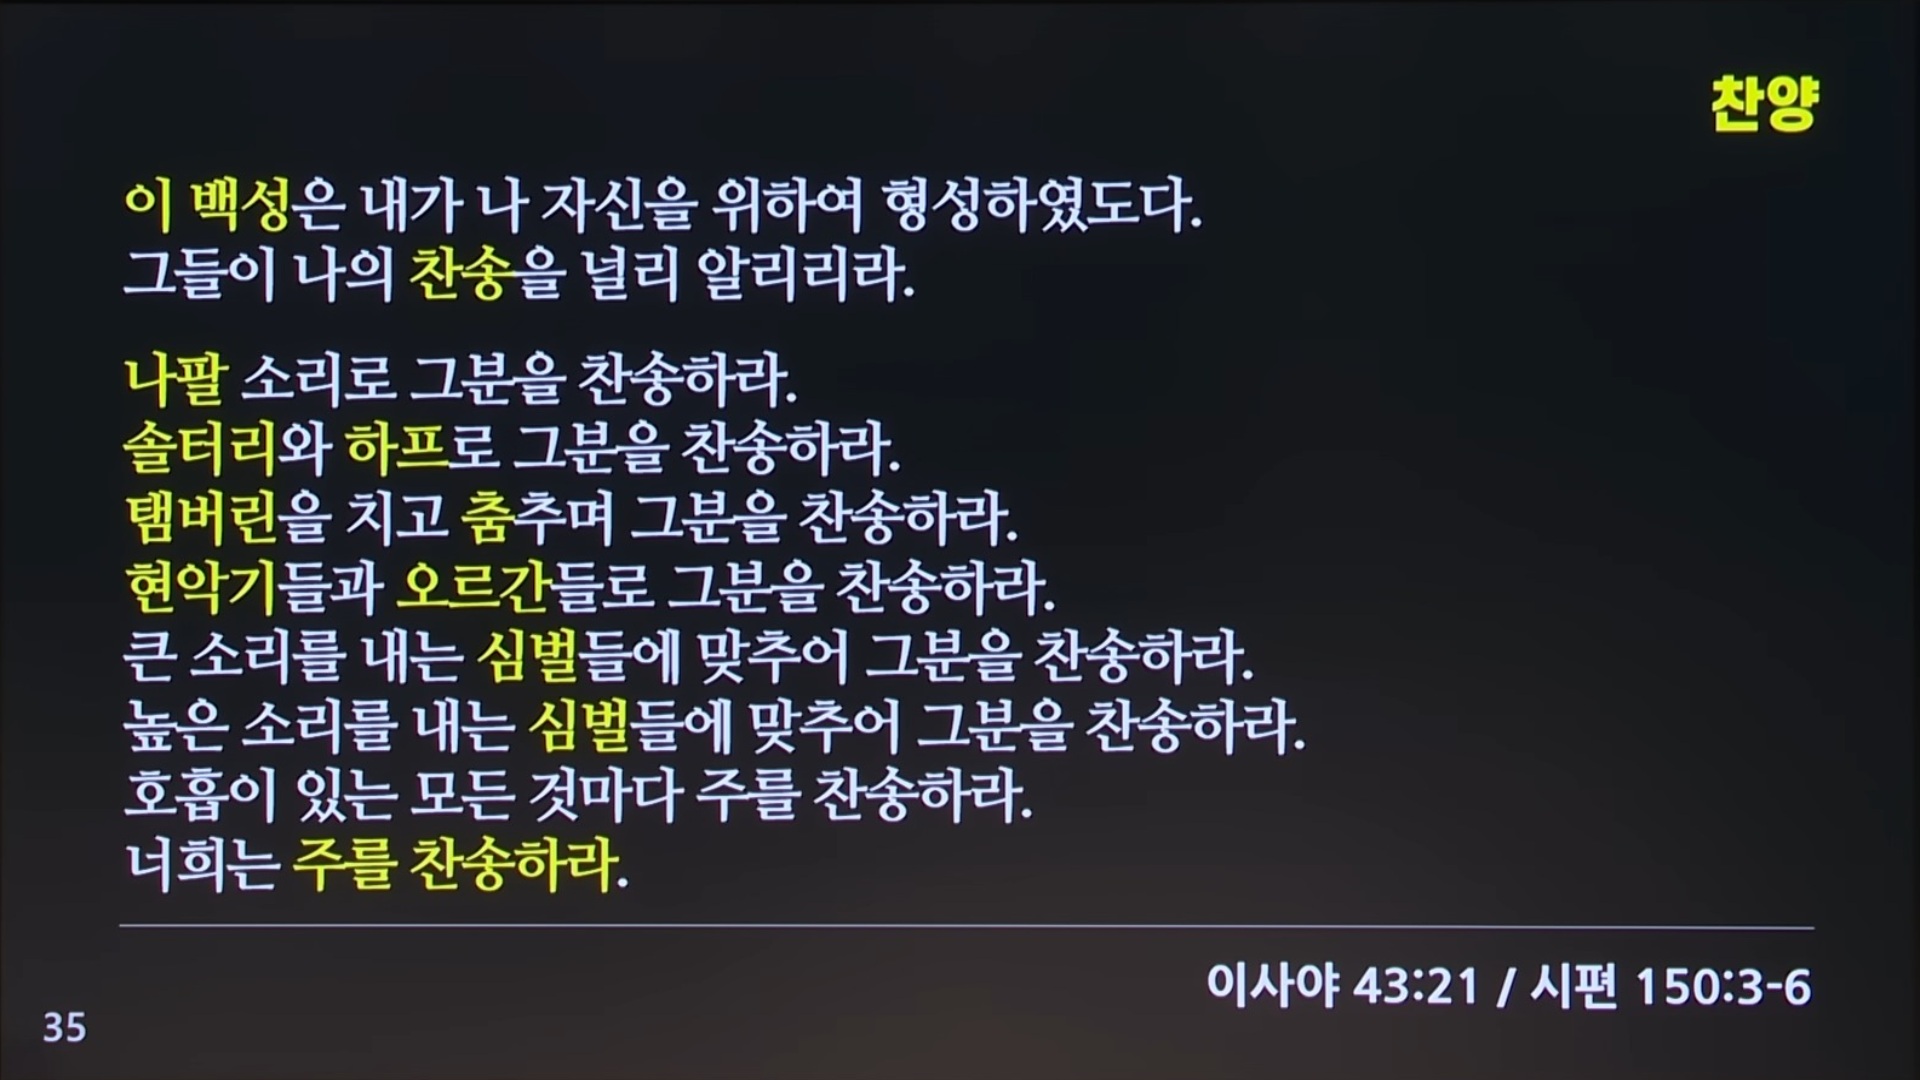 찬양
이 백성은 내가 나 자신을 위하여 형성하였도다.
그들이 나의 찬송을 널리 알리리라.
나팔 소리로 그분을 찬송하라.
솔터리와 하프로 그분을 찬송하라.
탬버린을 치고 춤추며 그분을 찬송하라.
현악기들과 오르간들로 그분을 찬송하라.
큰 소리를 내는 심벌들에 맞추어 그분을 찬송하라.
높은 소리를 내는 심벌들에 맞추어 그분을 찬송하라.
호흡이 있는 모든 것마다 주를 찬송하라.
너희는 주를 찬송하라.
이사야 43:21 / 시편 150:3-6
35